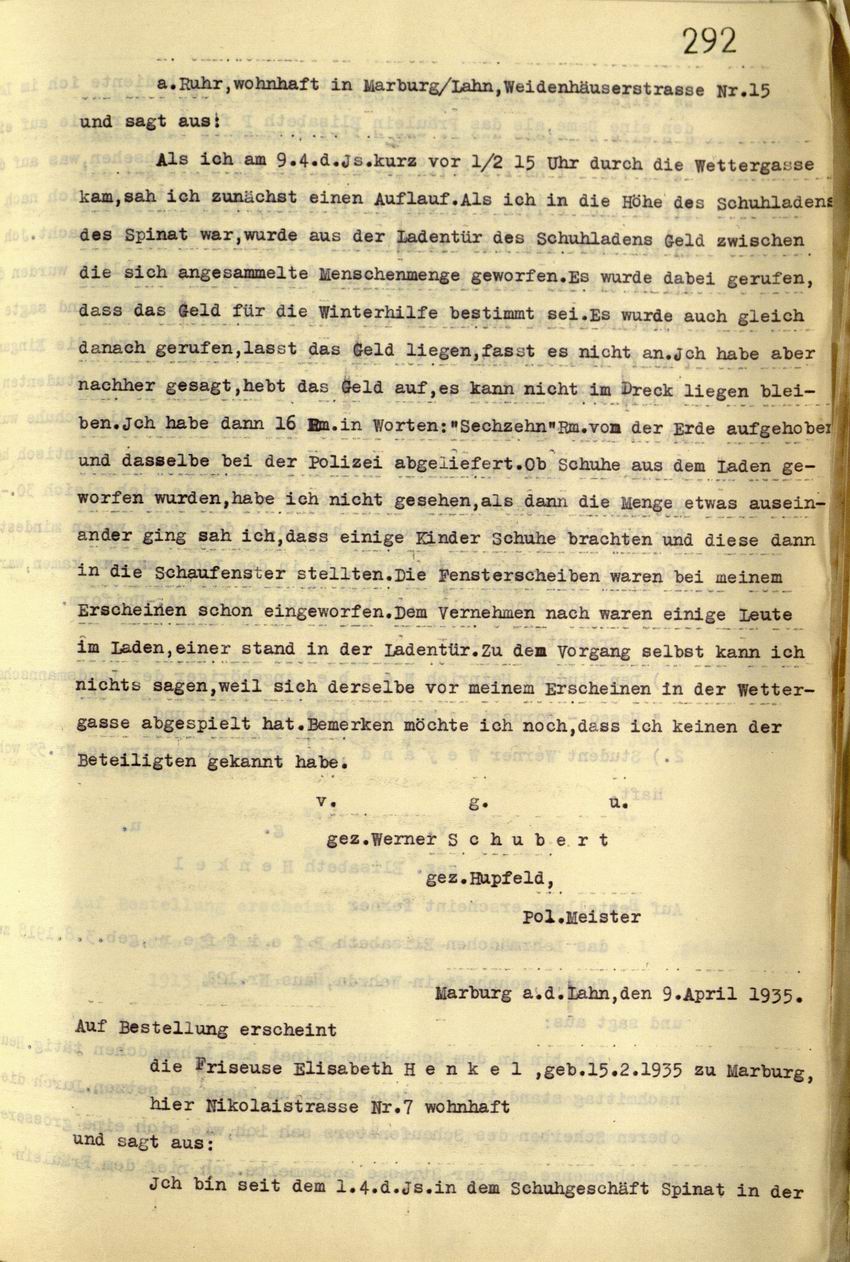 292
a.Ruhr,wohnhaft in Marburg/Lahn,Weidenhäuserstrasse Nr.15
und sagt aus:
Als ich am 9.4.d.Js.kurz vor 1/2 15 Uhr durch die Wettergasse
kam,sah ich zunächst einen Auflauf.Als ich in die Höhe des Schuhladens
des Spinat war,wurde aus der Ladentür des Schuhladens Geld zwischen
die sich angesammelte Menschenmenge geworfen.Es wurde dabei gerufen,
dass das Geld für die Winterhilfe bestimmt sei.Es wurde auch gleich
danach gerufen,lasst das Geld liegen,fasst es nicht an.Jch habe aber
nachher gesagt,hebt das Geld auf,es kann nicht im Dreck liegen blei-
ben.Jch habe dann 16 Rm.in Worten:"Sechzehn"Rm.von der Erde aufgehoben
und dasselbe bei der Polizei abgeliefert.Ob Schuhe aus dem Laden ge-
worfen wurden,habe ich nicht gesehen,als dann die Menge etwas ausein-
ander ging sah ich,dass einige Kinder Schuhe brachten und diese dann
in die Schaufenster stellten.Die Fensterscheiben waren bei meinem
Erscheinen schon eingeworfen.Dem Vernehmen nach waren einige Leute
im Laden,einer stand in der Ladentür.Zu dem Vorgang selbst kann ich
nichts sagen,weil sich derselbe vor meinem Erscheinen in der Wetter-
gasse abgespielt hat.Bemerken möchte ich noch,dass ich keinen der
Beteiligten gekannt habe.
v. g. u.
gez.Werner S c h u b e r t
gez.Hupfeld,
Pol.Meister
Marburg a.d.Lahn,den 9.April 1935.
Auf Bestellung erscheint
die Friseuse Elisabeth H e n k e l ,geb.15.2.1935 zu Marburg,
hier Nikolaistrasse Nr.7 wohnhaft
und sagt aus:
Jch bin seit dem 1.4.d.Js.in dem Schuhgeschäft Spinat in der